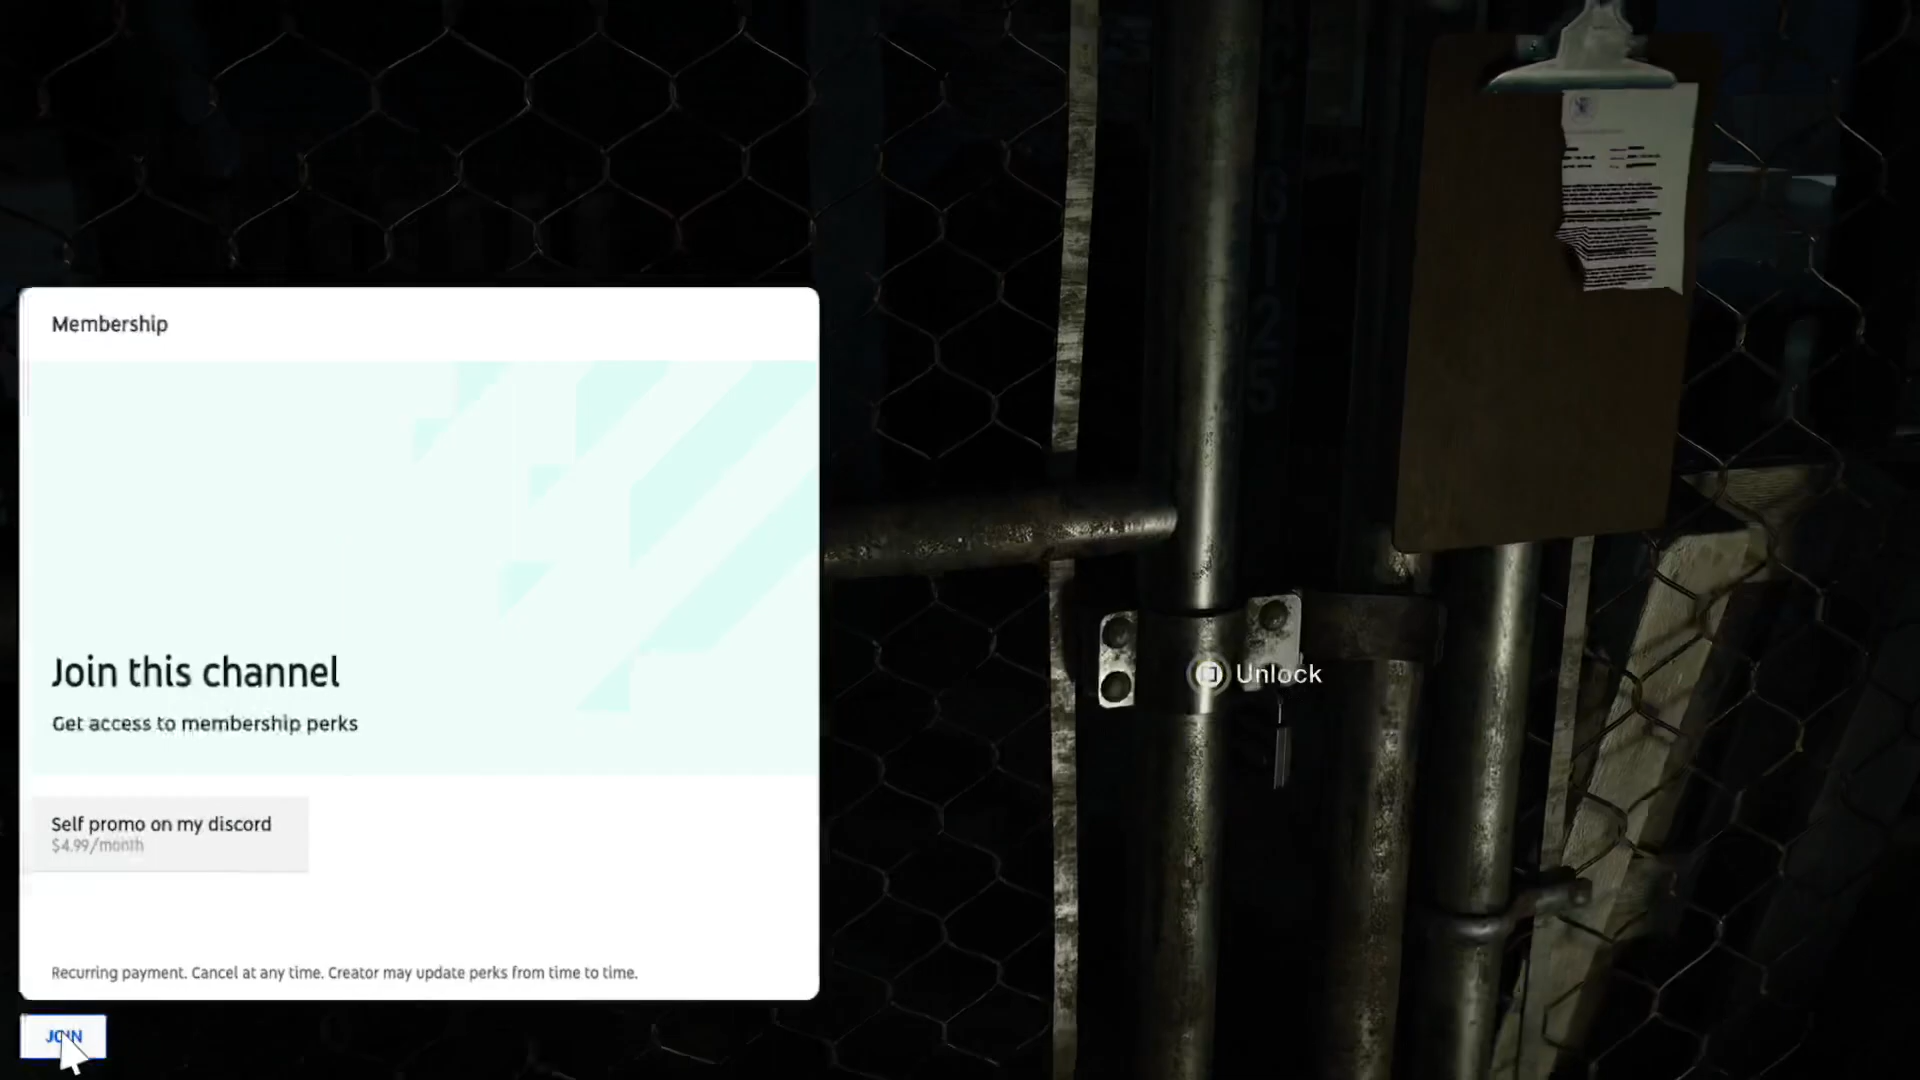 Membership
Join this channel
Get access to membership perks
Self promo on my discord
$4.99/month
Recurring payment. Cancel at any time. Creator may update perks from time to time.
JOIN
Unlock